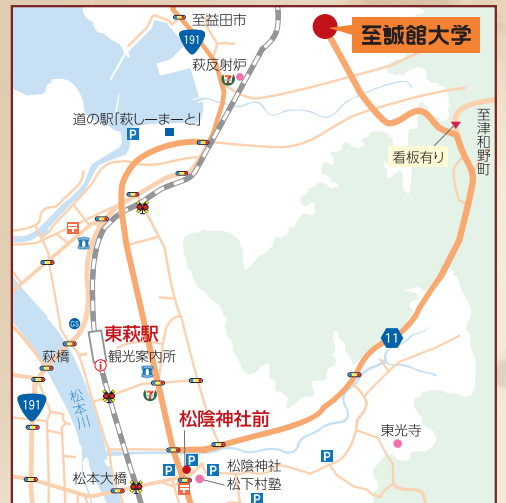 至益田市
191
至誠館大学
萩反射炉
7
道の駅「萩しーまーと」
P
至津和野町
看板有り
〒
GS
東萩駅
11
萩橋
i
観光案内所
7
191
松本川
松陰神社前
東光寺
P
P
P
P
松陰神社
松本大橋
松下村塾
〒
P